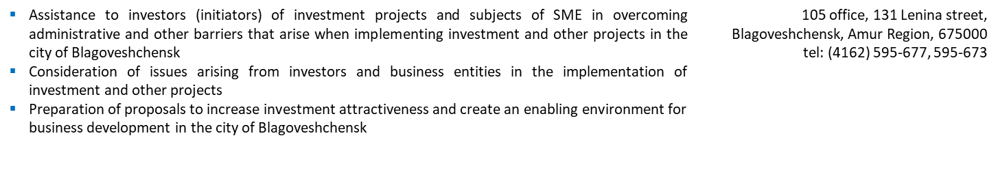 ▪ Assistance to investors (initiators) of investment projects and subjects of SME in overcoming
administrative and other barriers that arise when implementing investment and other projects in the
city of Blagoveshchensk
▪ Consideration of issues arising from investors and business entities in the implementation of
investment and other projects
▪ Preparation of proposals to increase investment attractiveness and create an enabling environment for
business development in the city of Blagoveshchensk
105 office, 131 Lenina street,
Blagoveshchensk, Amur Region, 675000
tel: (4162) 595-677, 595-673